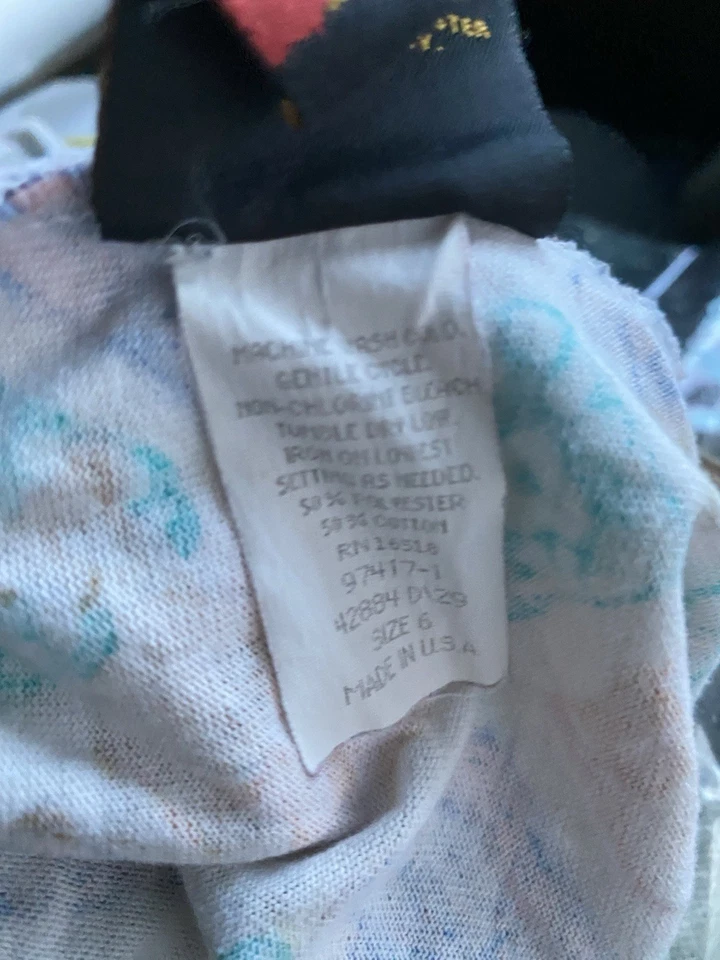 MACHINE WASH COLD.
GENTLE CYCLE.
NON-CHLORINE BLEACH
TUMBLE DRY LOW.
IRON ON LOWEST
SETTING AS NEEDED.
50% POLYESTER
50% COTTON
RN 16518
97417-1
42884
SIZE 6
MADE IN U.S.A